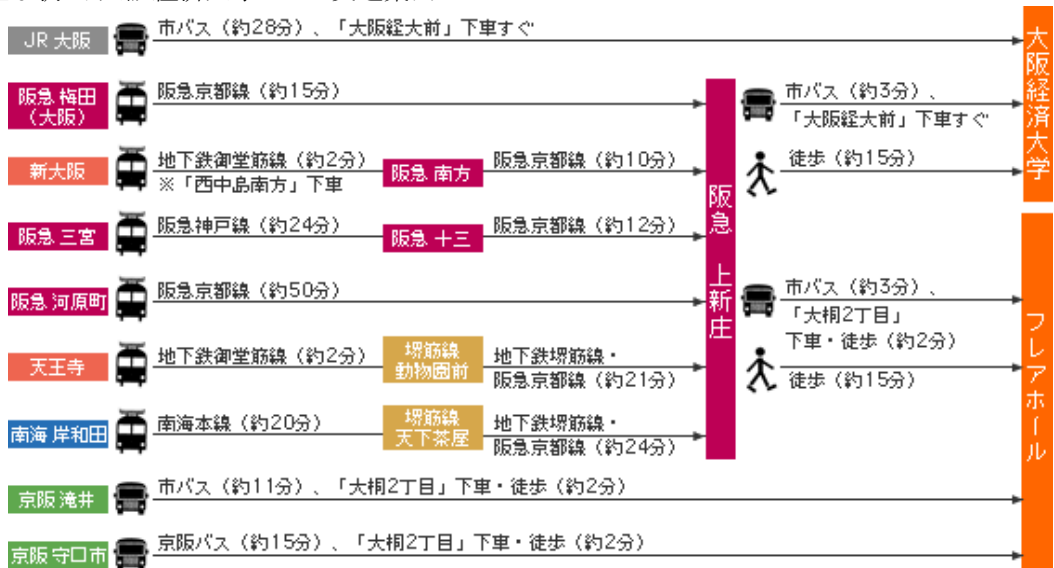 JR 大阪
市バス（約28分）、「大阪経大前」下車すぐ
大阪経済大学
阪急 梅田
（大阪）
阪急京都線（約15分）
市バス（約3分）、
「大阪経大前」下車すぐ
新大阪
地下鉄御堂筋線（約2分）
※「西中島南方」下車
阪急 南方
阪急京都線（約10分）
徒歩（約15分）
阪急 上新庄
阪急 三宮
阪急神戸線（約24分）
阪急 十三
阪急京都線（約12分）
阪急 河原町
阪急京都線（約50分）
市バス（約3分）、
「大桐2丁目」
下車・徒歩（約2分）
フレアホール
天王寺
地下鉄御堂筋線（約2分）
堺筋線
動物園前
地下鉄堺筋線・
阪急京都線（約21分）
徒歩（約15分）
南海 岸和田
南海本線（約20分）
堺筋線
天下茶屋
地下鉄堺筋線・
阪急京都線（約24分）
京阪 滝井
市バス（約11分）、「大桐2丁目」下車・徒歩（約2分）
京阪 守口市
京阪バス（約15分）、「大桐2丁目」下車・徒歩（約2分）